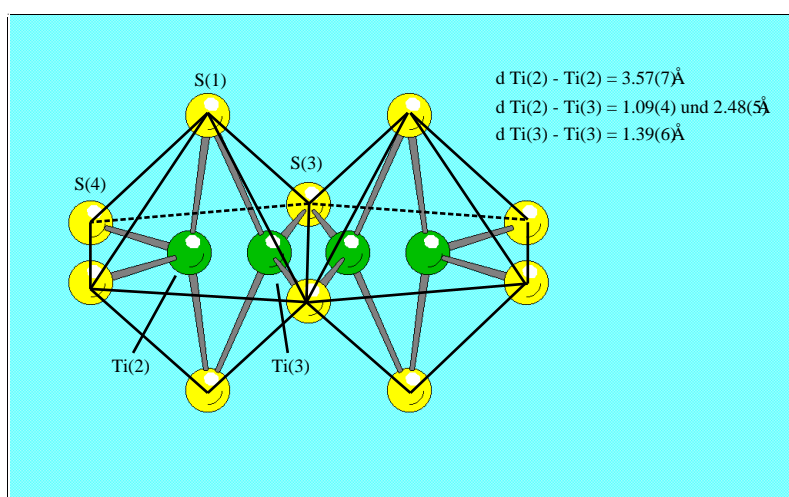 S(1)
d Ti(2) - Ti(2) = 3.57(7)Å
d Ti(2) - Ti(3) = 1.09(4) und 2.48(5)Å
d Ti(3) - Ti(3) = 1.39(6)Å
S(3)
S(4)
Ti(2)
Ti(3)